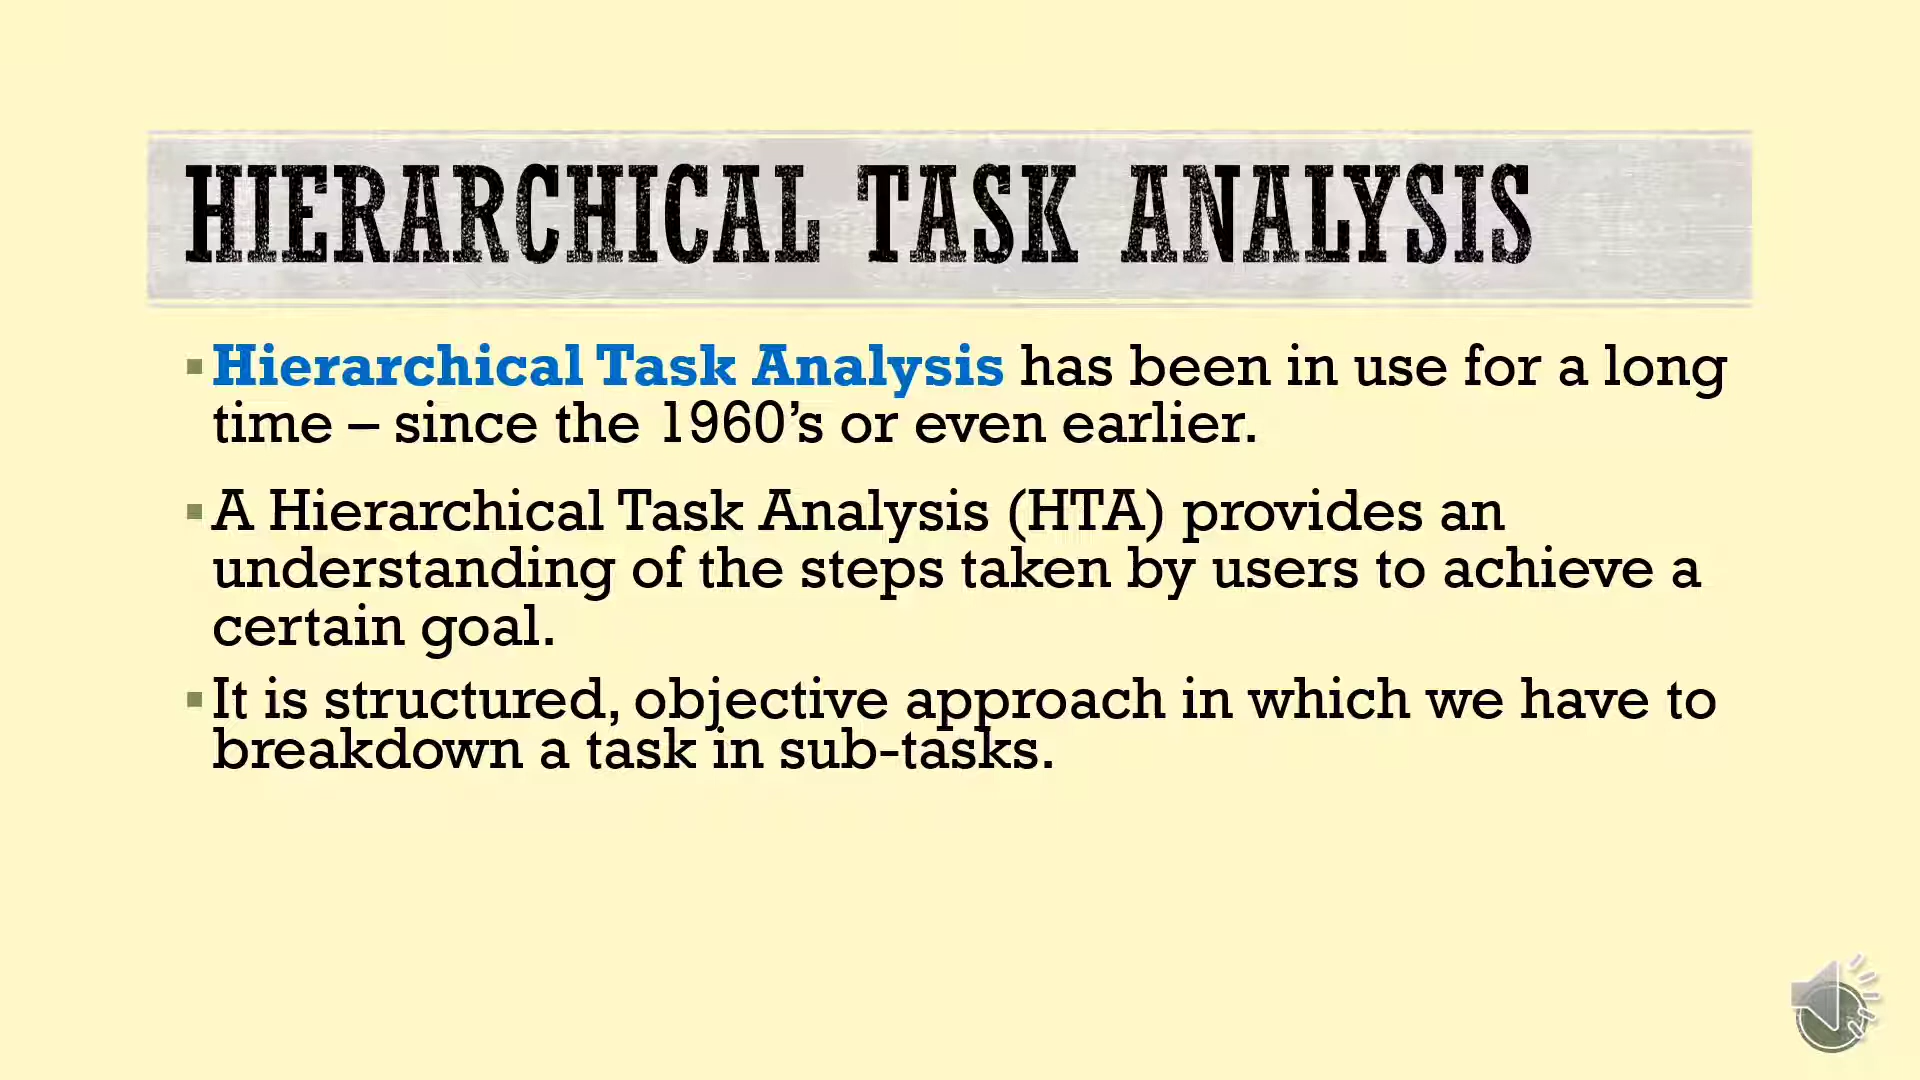 HIERARCHICAL TASK ANALYSIS
▪Hierarchical Task Analysis has been in use for a long
time – since the 1960’s or even earlier.
▪A Hierarchical Task Analysis (HTA) provides an
understanding of the steps taken by users to achieve a
certain goal.
▪It is structured, objective approach in which we have to
breakdown a task in sub-tasks.